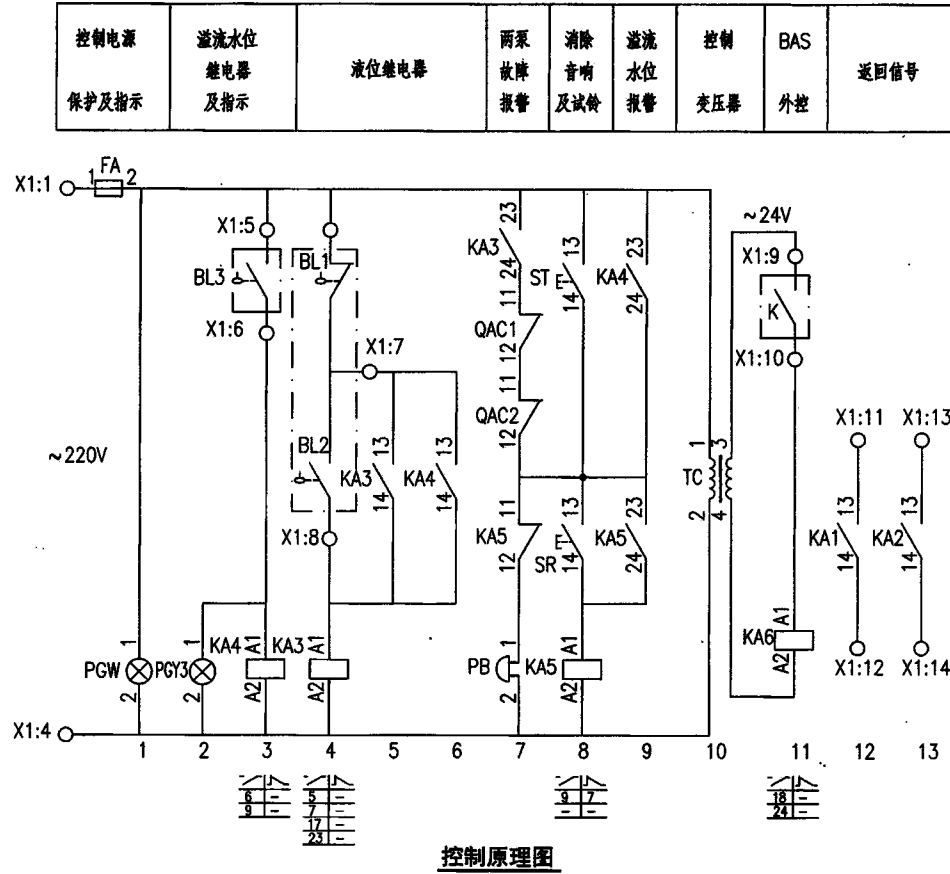 控制电源
保护及指示
溢流水位
继电器
及指示
液位继电器
两泵
故障
报警
消除
音响
及试铃
溢流
水位
报警
控制
变压器
BAS
外控
返回信号
X1:1
1
FA
2
X1:5
BL3
X1:6
BL1
X1:7
BL2
X1:8
KA3
13
14
KA4
13
14
~220V
KA3
23
24
QAC1
11
12
QAC2
11
12
ST
13
14
KA4
23
24
KA5
11
12
SR
13
14
KA5
23
24
TC
1
2
3
4
~24V
X1:9
K
X1:10
X1:11
X1:13
KA1
13
14
KA2
13
14
X1:12
X1:14
PGW
1
2
PGY3
1
2
KA4
A1
A2
KA3
A1
A2
PB
1
2
KA5
A1
A2
KA6
A1
A2
X1:4
1 2 3 4 5 6 7 8 9 10 11 12 13
6 -
9 -
5 -
7 -
17 -
23 -
9 7
- -
18 -
24 -
控制原理图